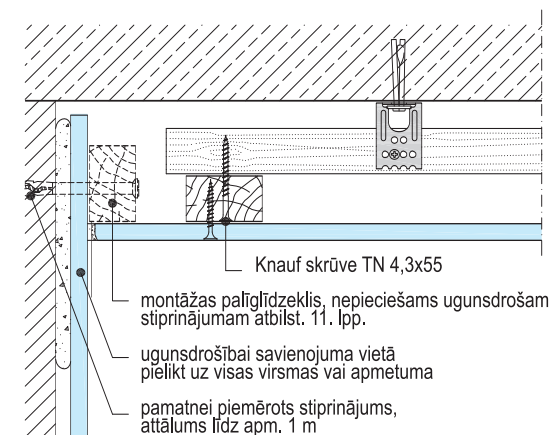 Knauf skrūve TN 4,3x55
montāžas palīglīdzeklis, nepieciešams ugunsdrošam
stiprinājumam atbilst. 11. lpp.
ugunsdrošībai savienojuma vietā
pielikt uz visas virsmas vai apmetuma
pamatnei piemērots stiprinājums,
attālums līdz apm. 1 m